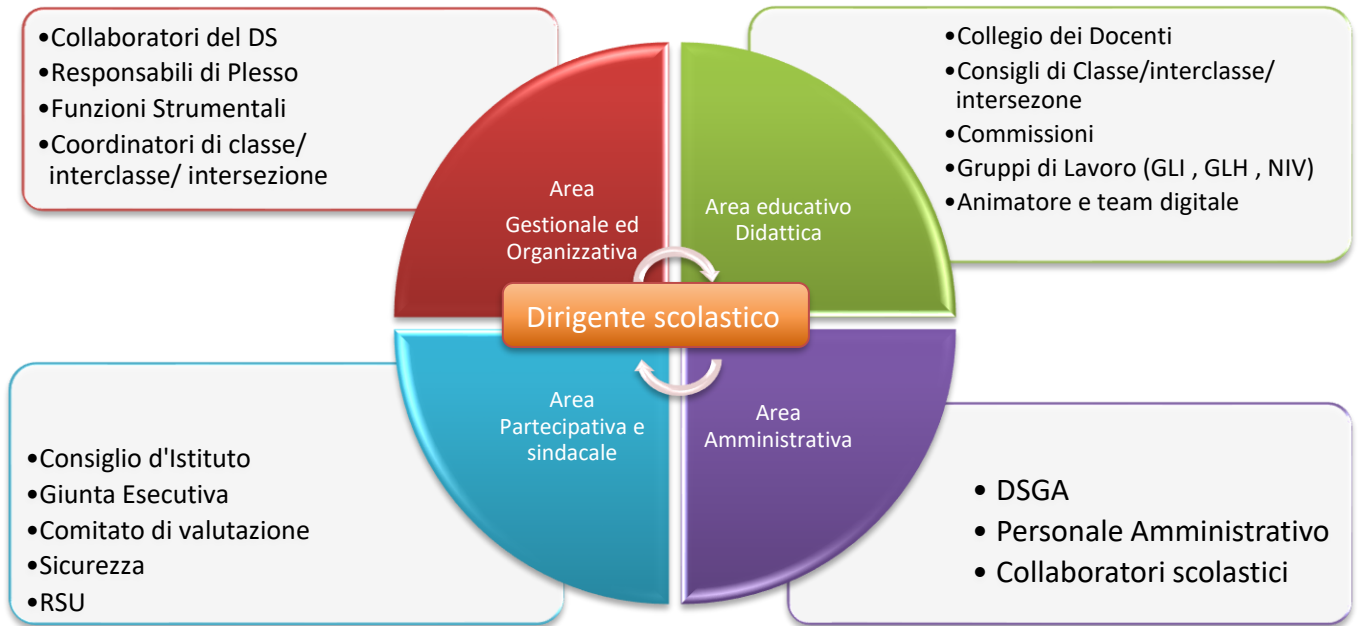 •Collaboratori del DS
•Responsabili di Plesso
•Funzioni Strumentali
•Coordinatori di classe/
interclasse/ intersezione
•Collegio dei Docenti
•Consigli di Classe/interclasse/
intersezone
•Commissioni
•Gruppi di Lavoro (GLI , GLH , NIV)
•Animatore e team digitale
Area
Gestionale ed
Organizzativa
Area educativo
Didattica
Dirigente scolastico
Area
Partecipativa e
sindacale
Area
Amministrativa
•Consiglio d'Istituto
•Giunta Esecutiva
•Comitato di valutazione
•Sicurezza
•RSU
• DSGA
• Personale Amministrativo
• Collaboratori scolastici